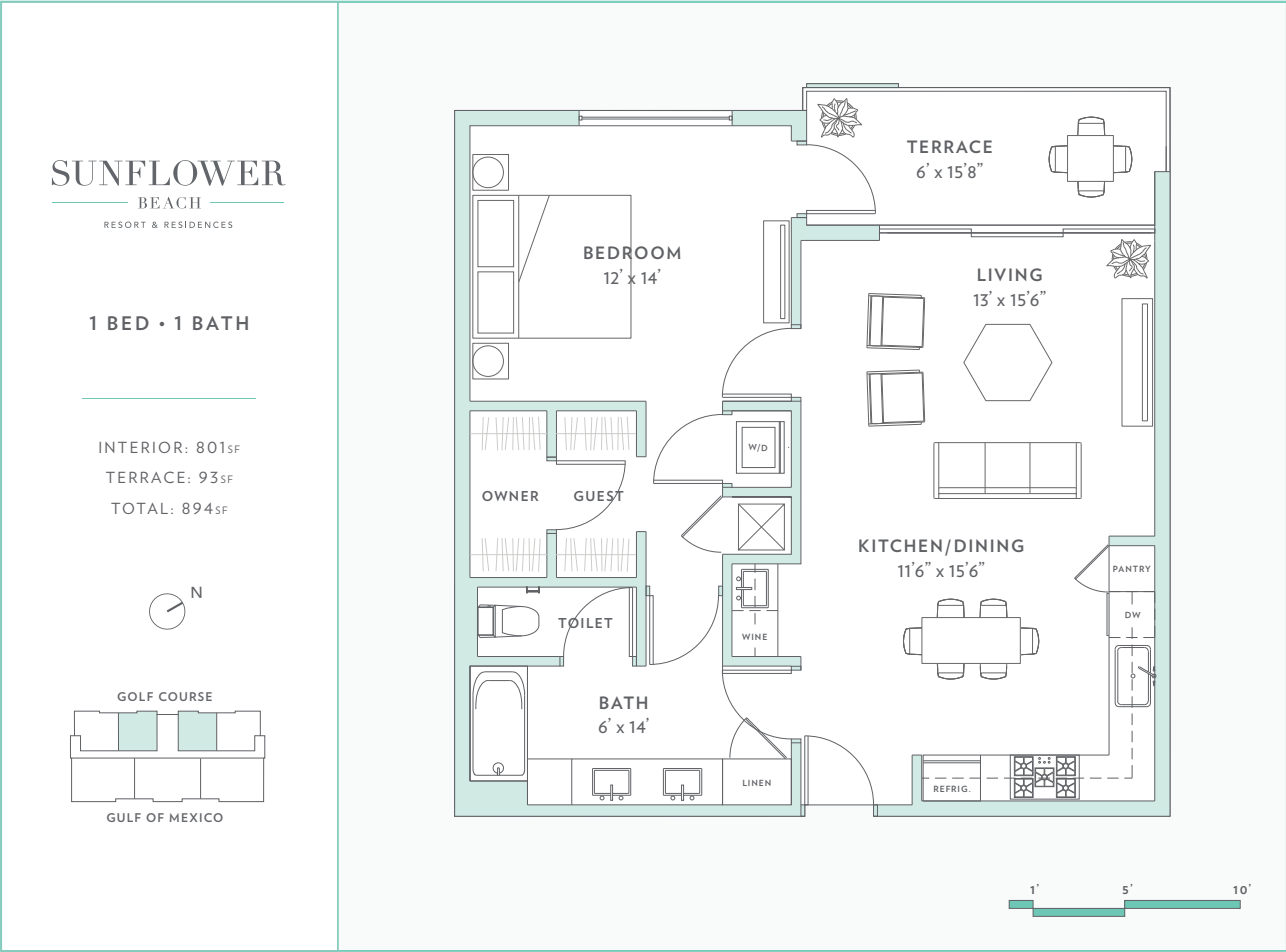 SUNFLOWER
BEACH
RESORT & RESIDENCES
1 BED • 1 BATH
INTERIOR: 801SF
TERRACE: 93SF
TOTAL: 894SF
N
GOLF COURSE
GULF OF MEXICO
TERRACE
6’ x 15’8”
BEDROOM
12’ x 14’
LIVING
13’ x 15’6”
W/D
OWNER
GUEST
KITCHEN/DINING
11’6” x 15’6”
PANTRY
DW
TOILET
WINE
BATH
6’ x 14’
LINEN
REFRIG.
1’ 5’ 10’